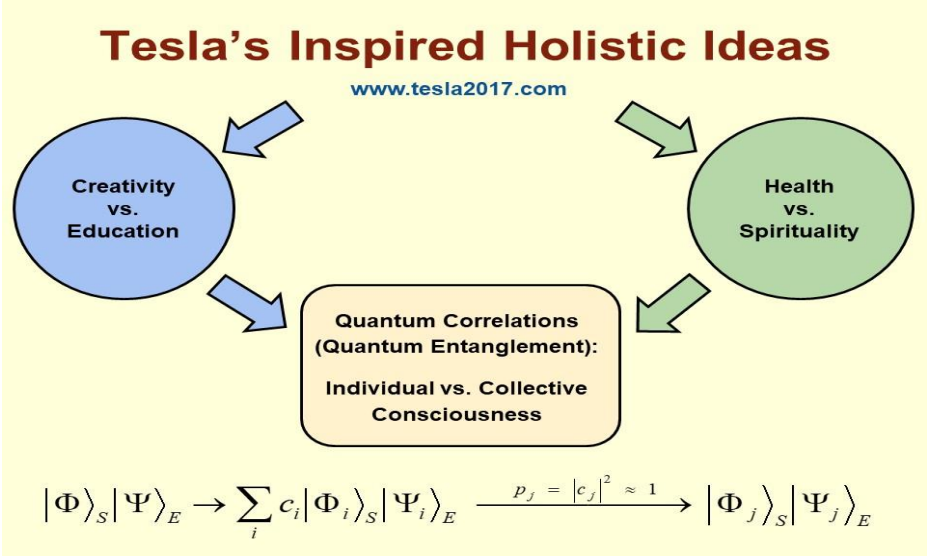 Tesla's Inspired Holistic Ideas
www.tesla2017.com
Creativity
vs.
Education
Health
vs.
Spirituality
Quantum Correlations
(Quantum Entanglement):
Individual vs. Collective
Consciousness
|Φ⟩_S|Ψ⟩_E → ∑_i c_i|Φ_i⟩_S|Ψ_i⟩_E —p_j = |c_j|² ≈ 1→ |Φ_j⟩_S|Ψ_j⟩_E